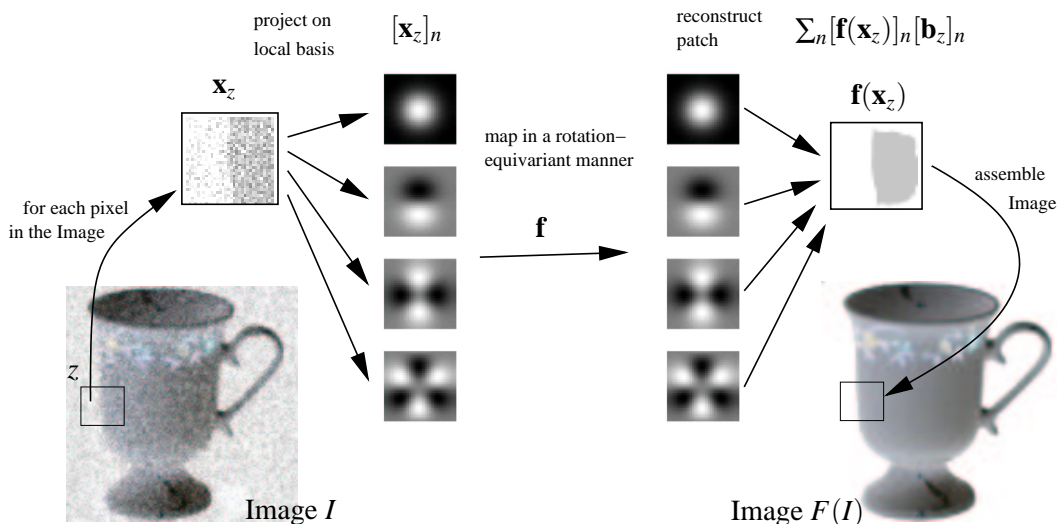 project on
local basis
[𝐱_z]_n
reconstruct
patch
∑_n[𝐟(𝐱_z)]_n[𝐛_z]_n
𝐱_z
𝐟(𝐱_z)
map in a rotation−
equivariant manner
assemble
Image
for each pixel
in the Image
𝐟
z
Image I
Image F(I)